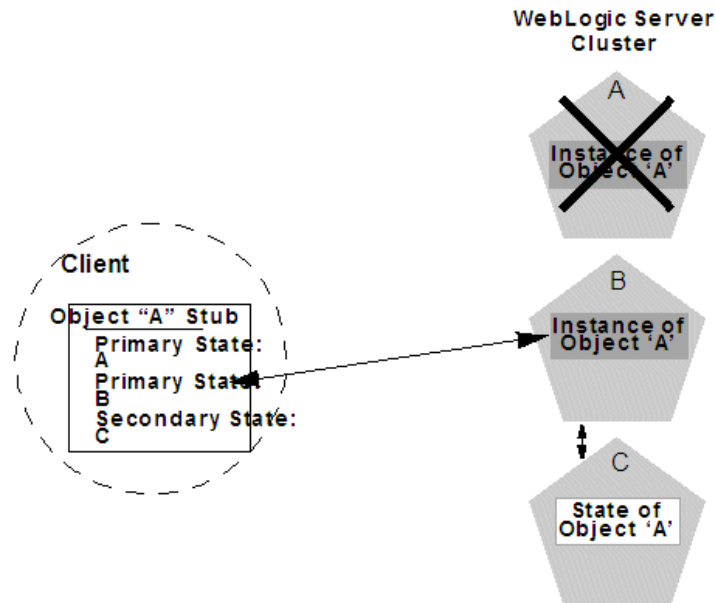 WebLogic Server
Cluster
A
Instance of
Object 'A'
Client
Object “A” Stub
Primary State:
A
Primary State:
B
Secondary State:
C
B
Instance of
Object 'A'
C
State of
Object 'A'